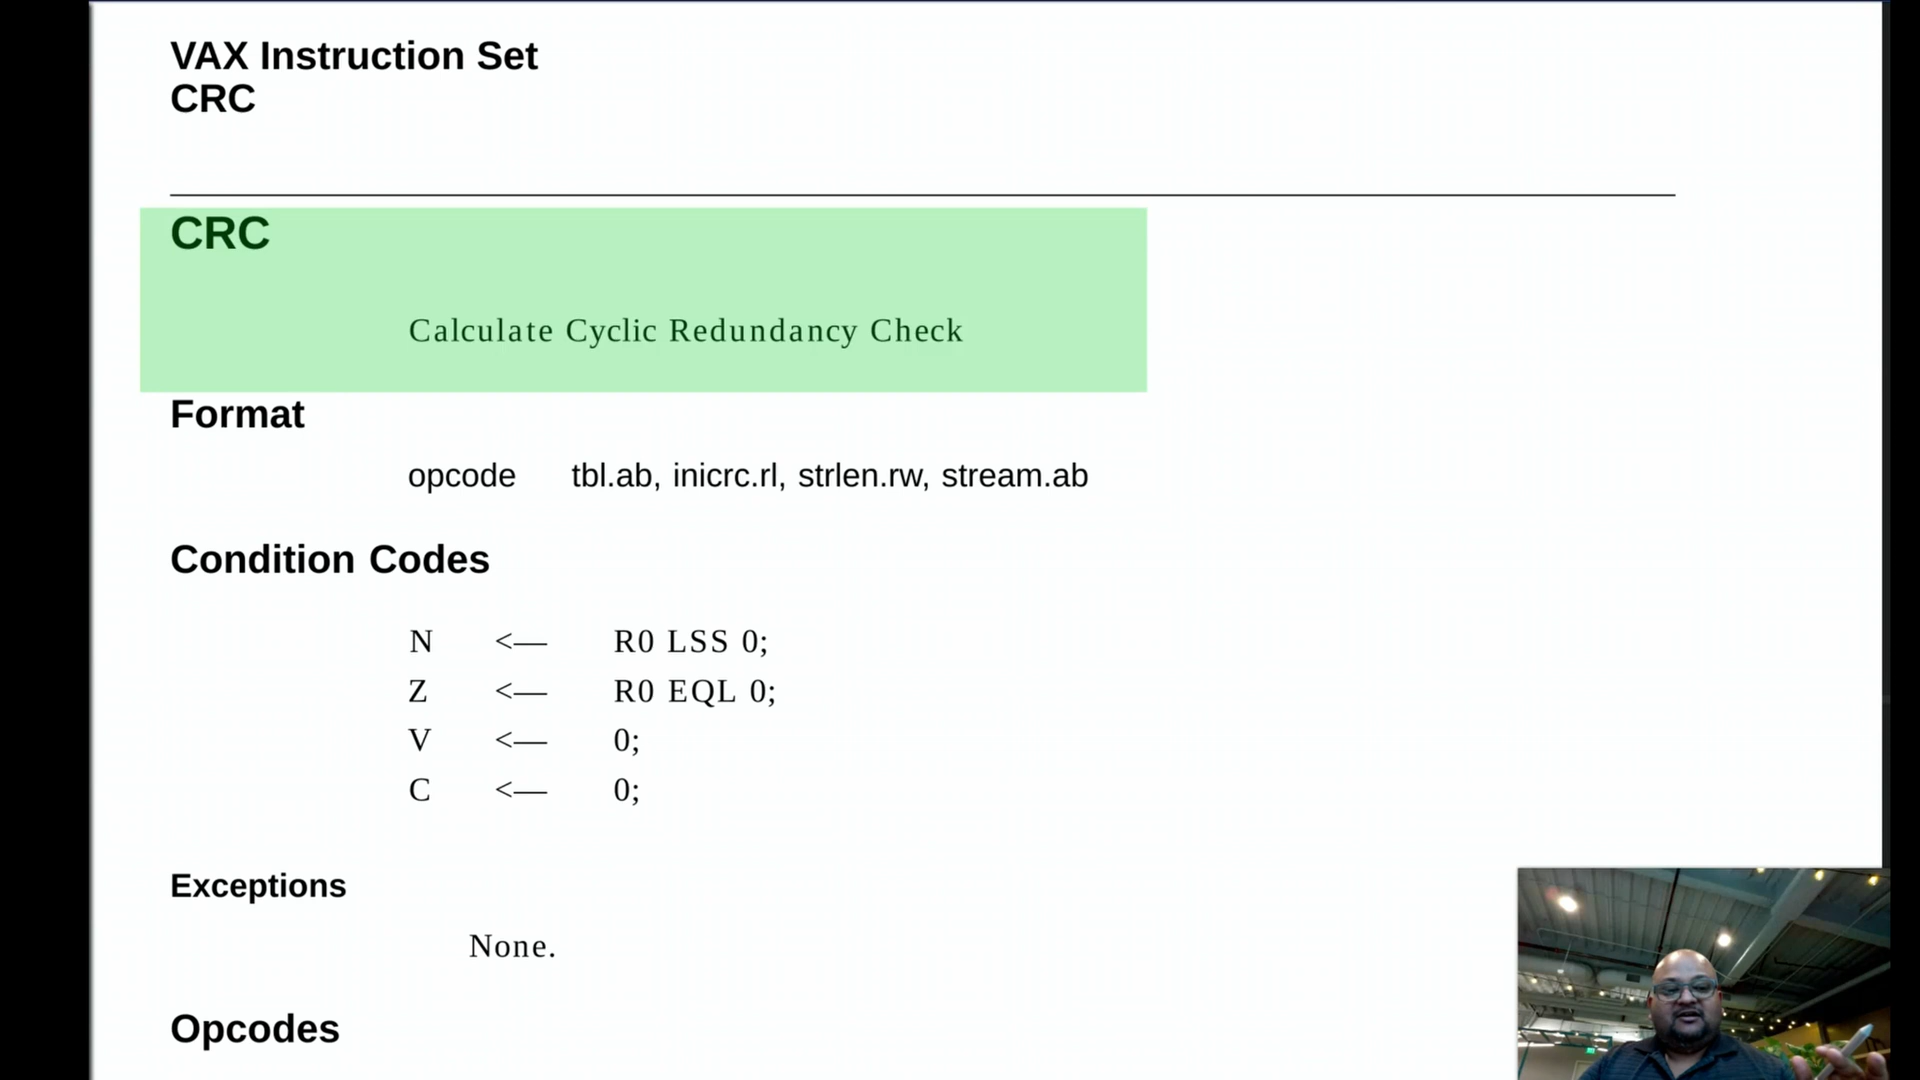 VAX Instruction Set
CRC
CRC
Calculate Cyclic Redundancy Check
Format
opcode tbl.ab, inicrc.rl, strlen.rw, stream.ab
Condition Codes
N <— R0 LSS 0;
Z <— R0 EQL 0;
V <— 0;
C <— 0;
Exceptions
None.
Opcodes